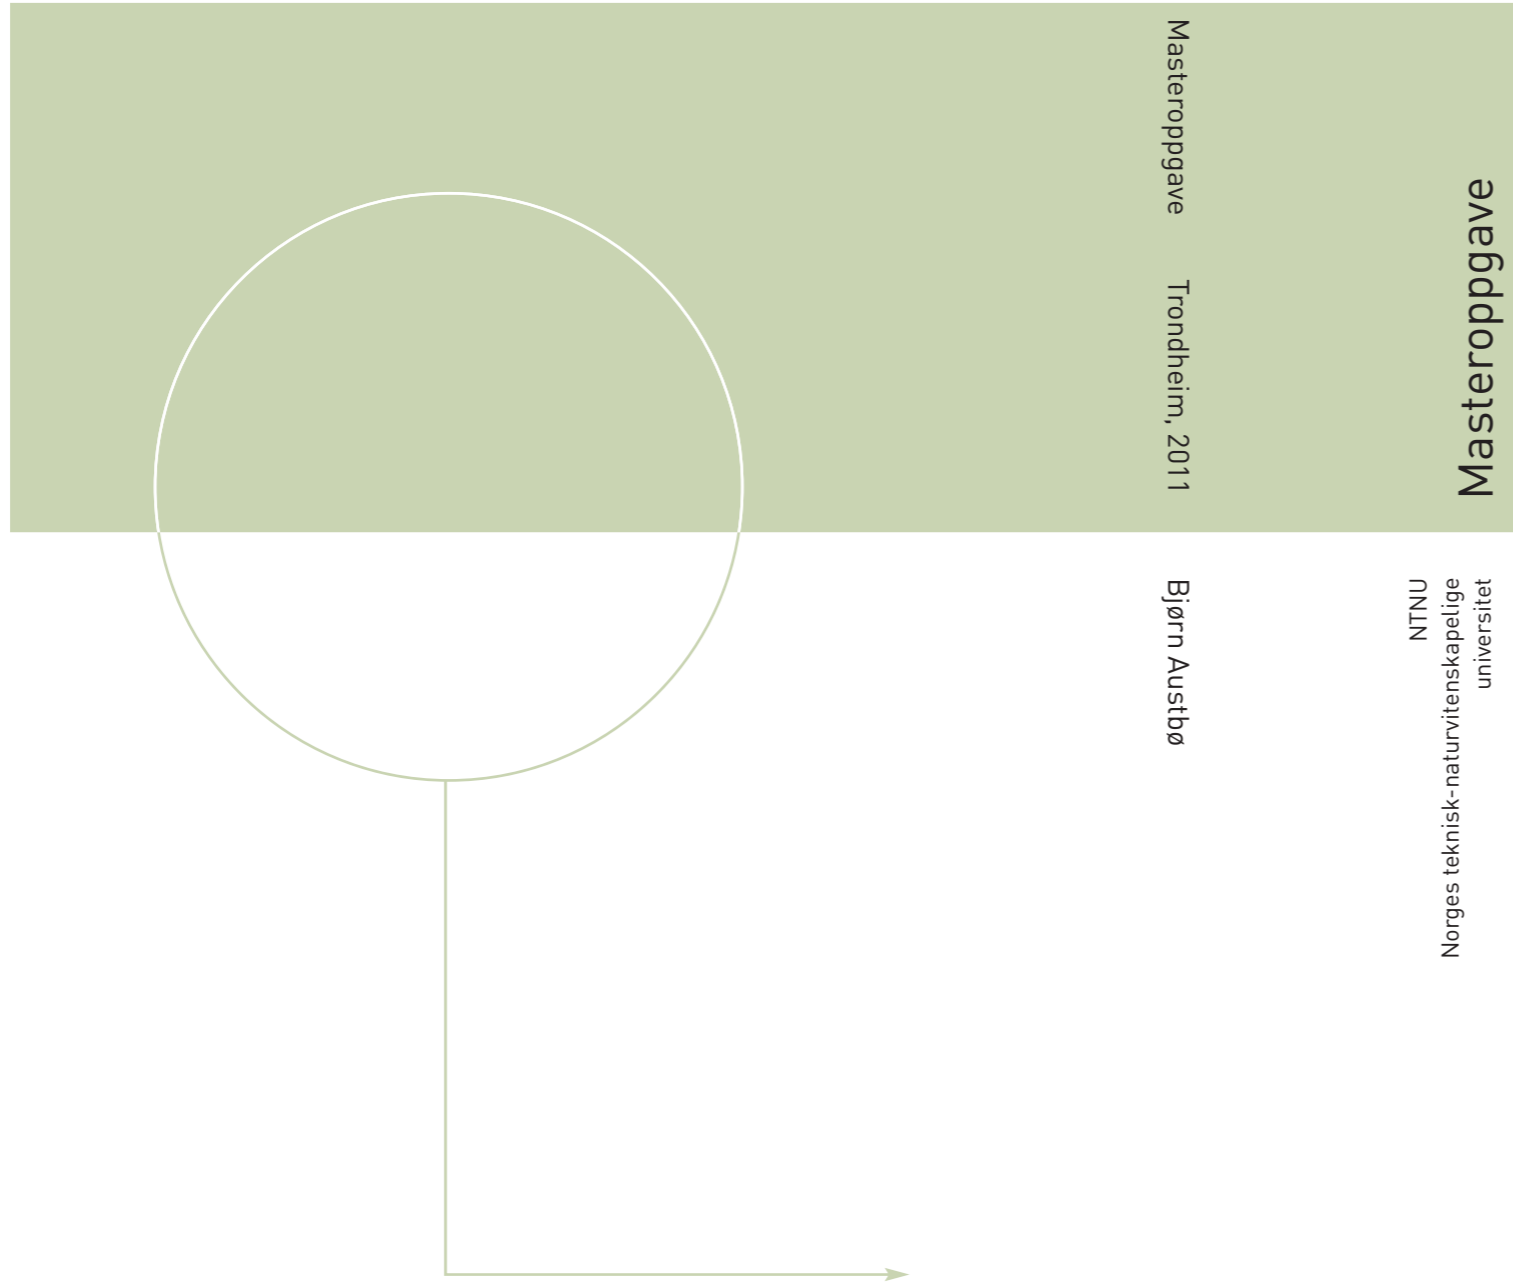 Masteroppgave
Trondheim, 2011
Bjørn Austbø
Masteroppgave
NTNU
Norges teknisk-naturvitenskapelige
universitet